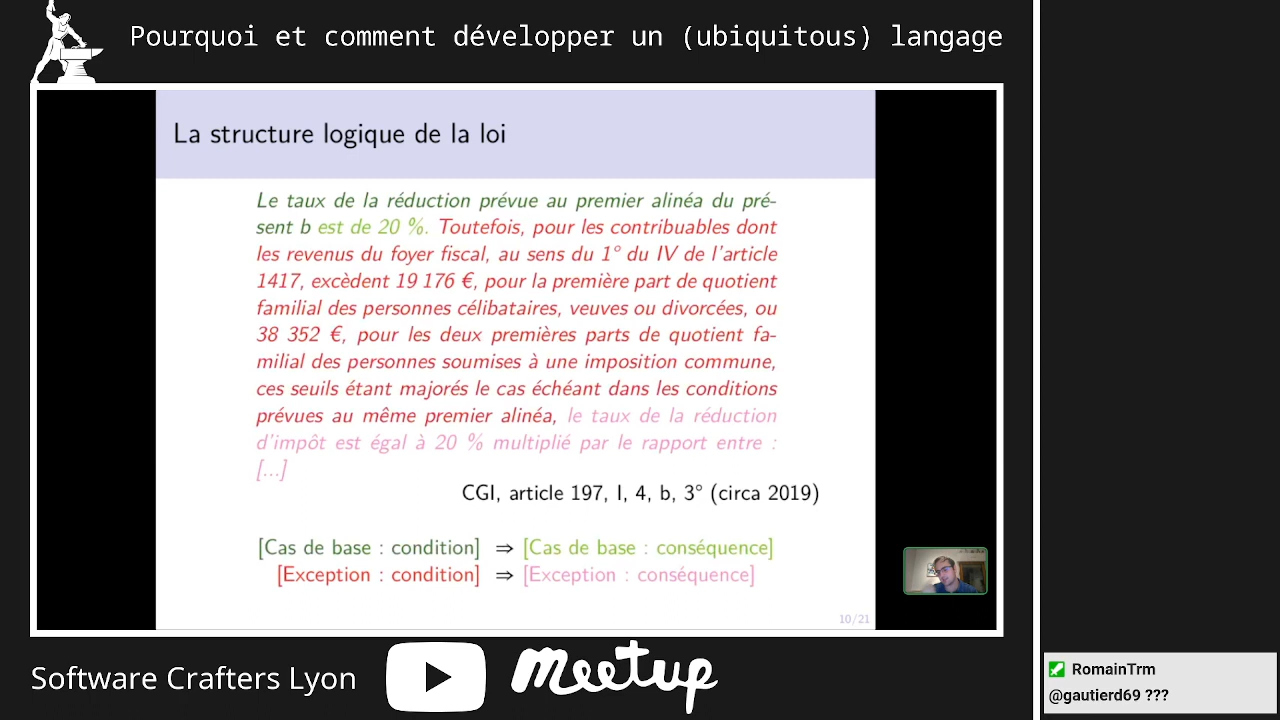 Pourquoi et comment développer un (ubiquitous) langage
La structure logique de la loi
Le taux de la réduction prévue au premier alinéa du pré-
sent b est de 20 %. Toutefois, pour les contribuables dont
les revenus du foyer fiscal, au sens du 1° du IV de l'article
1417, excèdent 19 176 €, pour la première part de quotient
familial des personnes célibataires, veuves ou divorcées, ou
38 352 €, pour les deux premières parts de quotient fa-
milial des personnes soumises à une imposition commune,
ces seuils étant majorés le cas échéant dans les conditions
prévues au même premier alinéa, le taux de la réduction
d'impôt est égal à 20 % multiplié par le rapport entre :
[...]
CGI, article 197, I, 4, b, 3° (circa 2019)
[Cas de base : condition] ⇒ [Cas de base : conséquence]
[Exception : condition] ⇒ [Exception : conséquence]
10/21
Software Crafters Lyon
meetup
RomainTrm
@gautierd69 ???